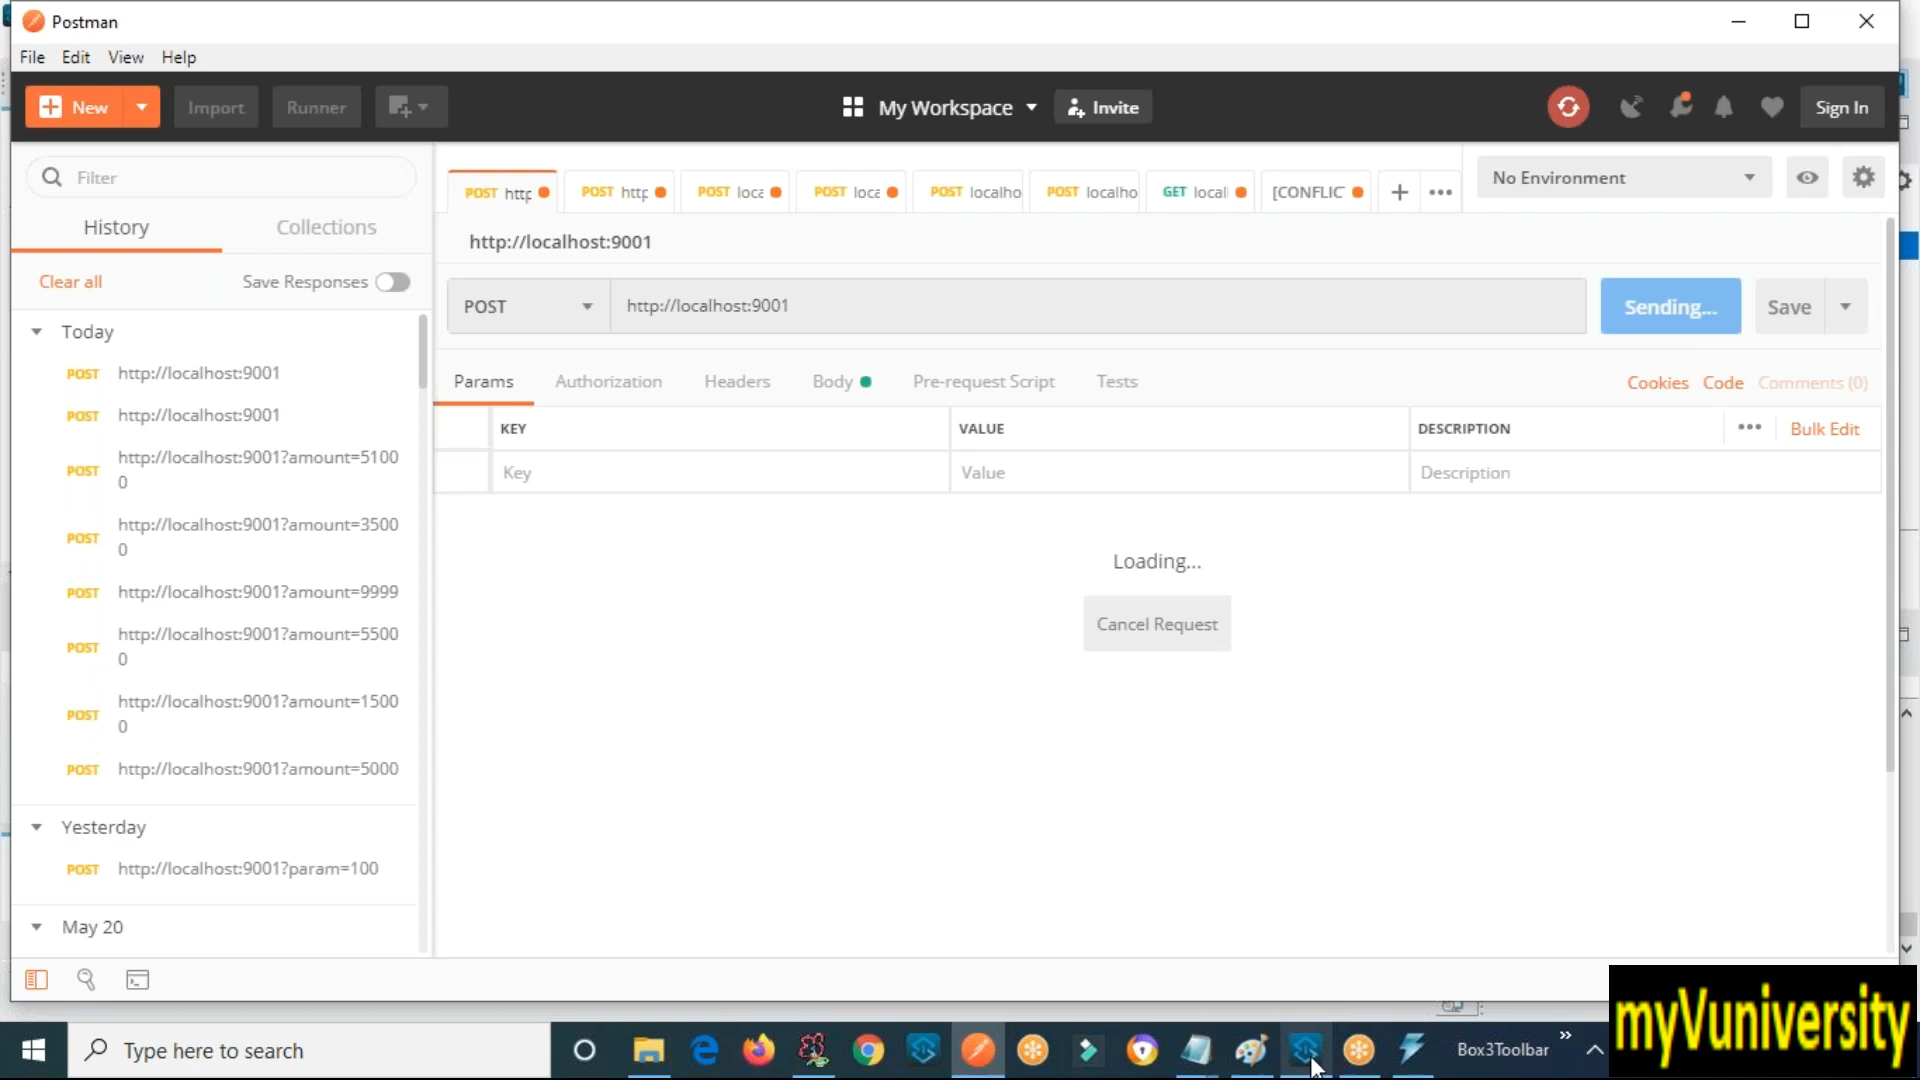 Postman
File Edit View Help
New Import Runner My Workspace Invite Sign In
Filter
History Collections
Clear all Save Responses
Today
POST http://localhost:9001
POST http://localhost:9001
POST http://localhost:9001?amount=5100
0
POST http://localhost:9001?amount=3500
0
POST http://localhost:9001?amount=9999
POST http://localhost:9001?amount=5500
0
POST http://localhost:9001?amount=1500
0
POST http://localhost:9001?amount=5000
Yesterday
POST http://localhost:9001?param=100
May 20
POST http POST http POST loca POST loca POST localho POST localho GET locall [CONFLIC
No Environment
http://localhost:9001
POST http://localhost:9001 Sending... Save
Params Authorization Headers Body Pre-request Script Tests Cookies Code Comments (0)
KEY VALUE DESCRIPTION Bulk Edit
Key Value Description
Loading...
Cancel Request
Type here to search
Box3Toolbar
myVuniversity